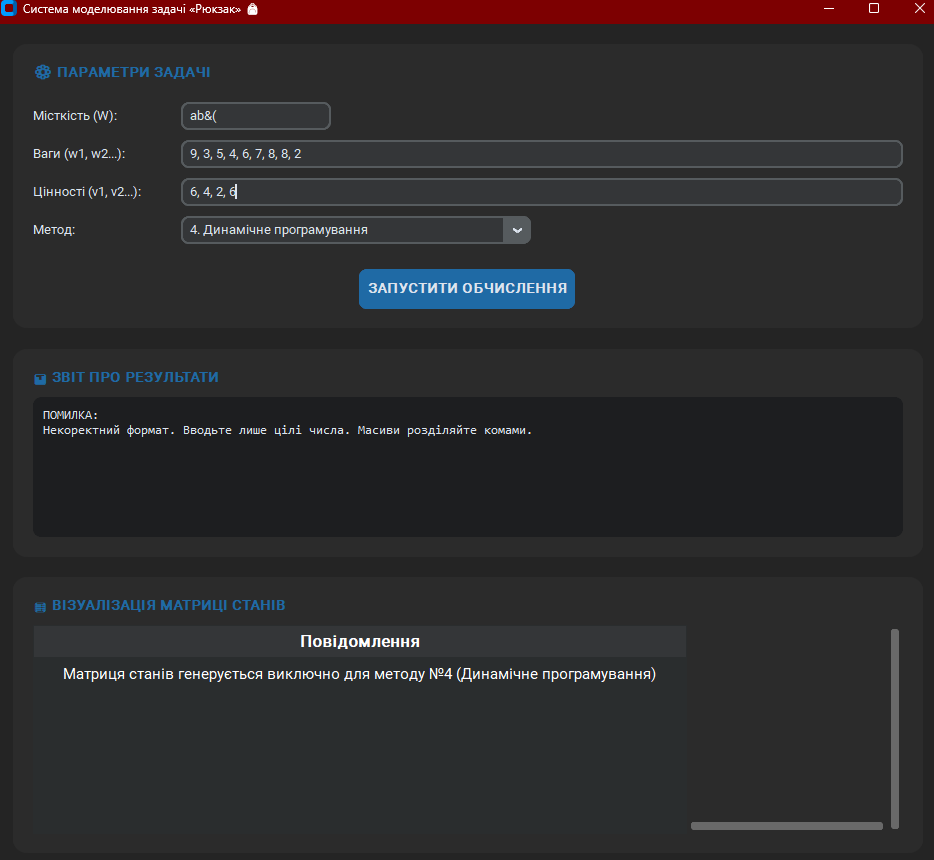 Система моделювання задачі «Рюкзак»
ПАРАМЕТРИ ЗАДАЧІ
Місткість (W): ab&(
Ваги (w1, w2...): 9, 3, 5, 4, 6, 7, 8, 8, 2
Цінності (v1, v2...): 6, 4, 2, 6
Метод: 4. Динамічне програмування
ЗАПУСТИТИ ОБЧИСЛЕННЯ
ЗВІТ ПРО РЕЗУЛЬТАТИ
ПОМИЛКА:
Некоректний формат. Вводьте лише цілі числа. Масиви розділяйте комами.
ВІЗУАЛІЗАЦІЯ МАТРИЦІ СТАНІВ
Повідомлення
Матриця станів генерується виключно для методу №4 (Динамічне програмування)